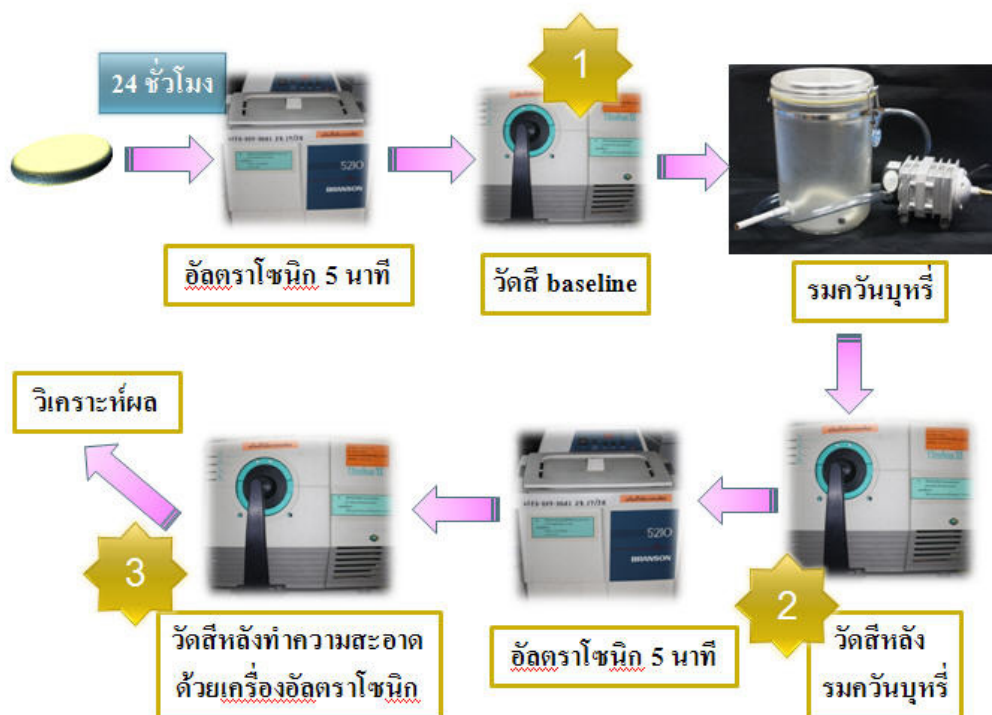 24 ชั่วโมง
1
5210
BRANSON
อัลตราโซนิก 5 นาที
วัดสี baseline
รมควันบุหรี่
วิเคราะห์ผล
5210
BRANSON
3
2
วัดสีหลังทำความสะอาด
ด้วยเครื่องอัลตราโซนิก
อัลตราโซนิก 5 นาที
วัดสีหลัง
รมควันบุหรี่